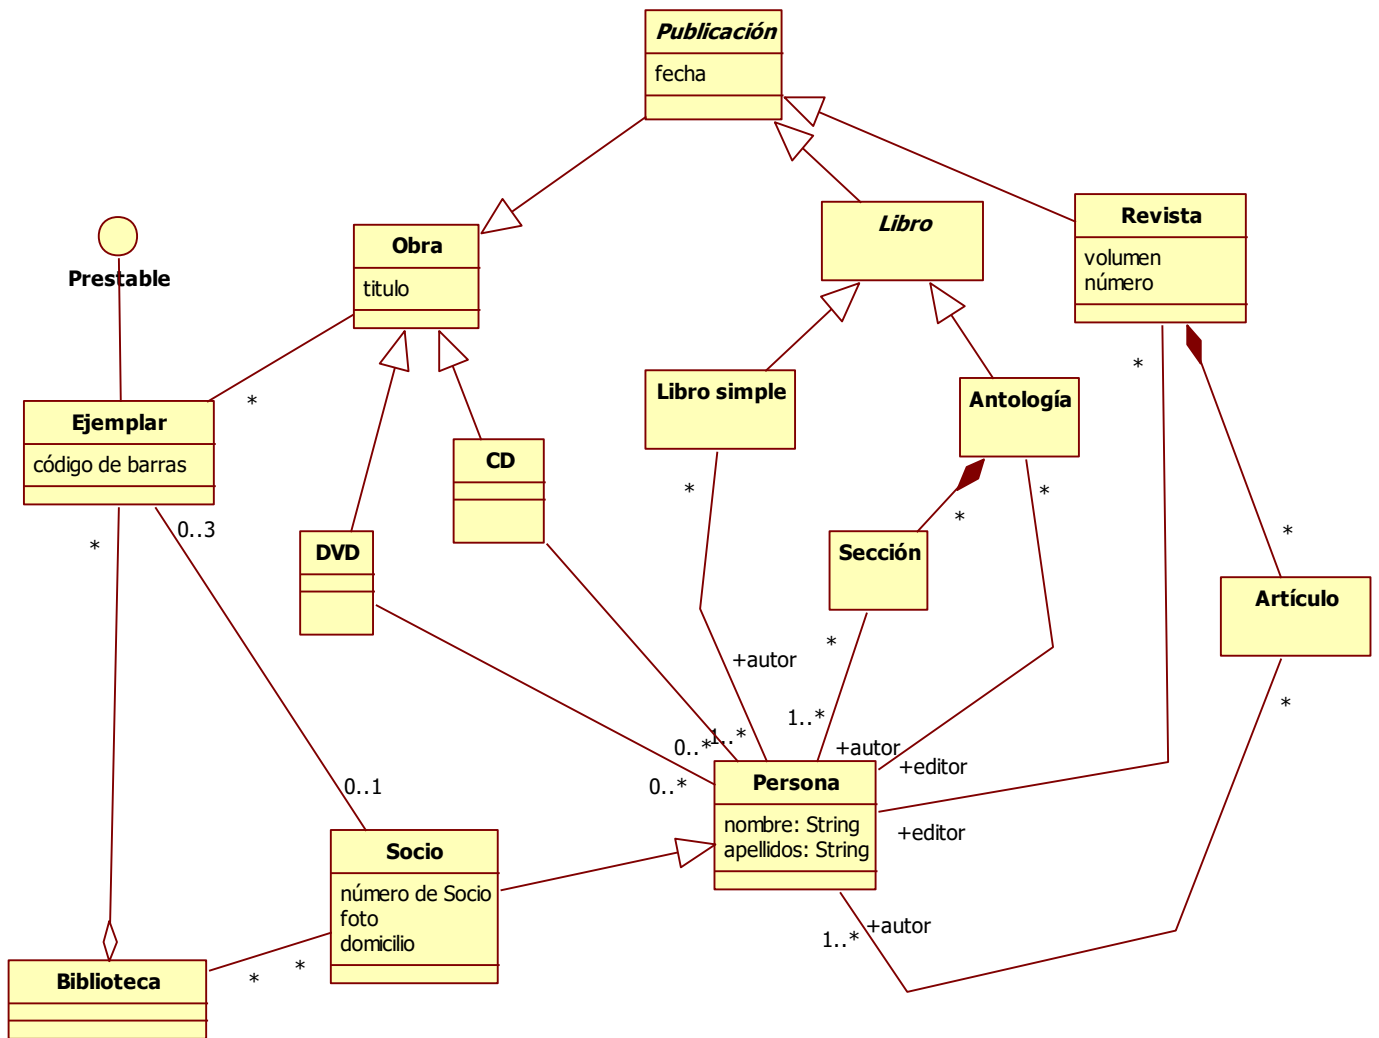 Publicación
fecha
Libro
Revista
volumen
número
Obra
titulo
Prestable
*
*
Ejemplar
código de barras
Libro simple
Antología
CD
*
*
*
*
0..3
*
DVD
Sección
Artículo
*
+autor
*
1..*
0..*
1..*
+autor
+editor
0..*
0..1
Persona
nombre: String
apellidos: String
+editor
Socio
número de Socio
foto
domicilio
+autor
1..*
*
*
Biblioteca